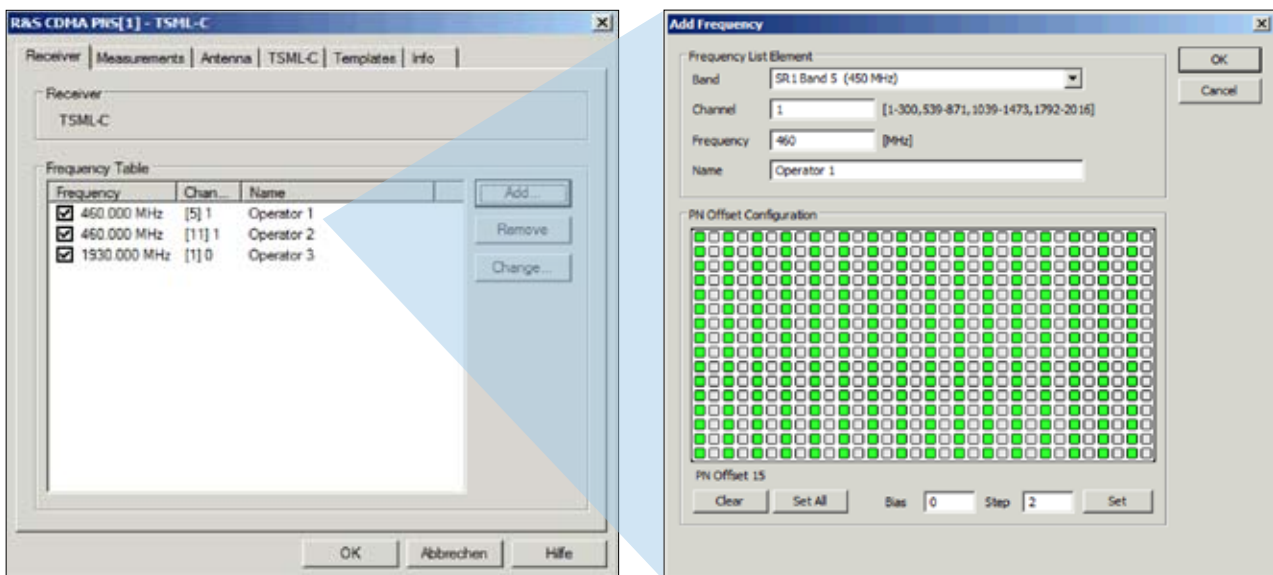 R&S CDMA PNS[1] - TSML-C
Receiver Measurements Antenna TSML-C Templates Info
Receiver
TSML-C
Frequency Table
Frequency Chan... Name
460.000 MHz [5] 1 Operator 1
460.000 MHz [11] 1 Operator 2
1930.000 MHz [1] 0 Operator 3
Add...
Remove
Change...
OK Abbrechen Hilfe
Add Frequency
Frequency List Element
Band SR1 Band 5 (450 MHz)
Channel 1 [1-300,539-871,1039-1473,1792-2016]
Frequency 460 [MHz]
Name Operator 1
OK
Cancel
PN Offset Configuration
PN Offset 15
Clear Set All Bias 0 Step 2 Set